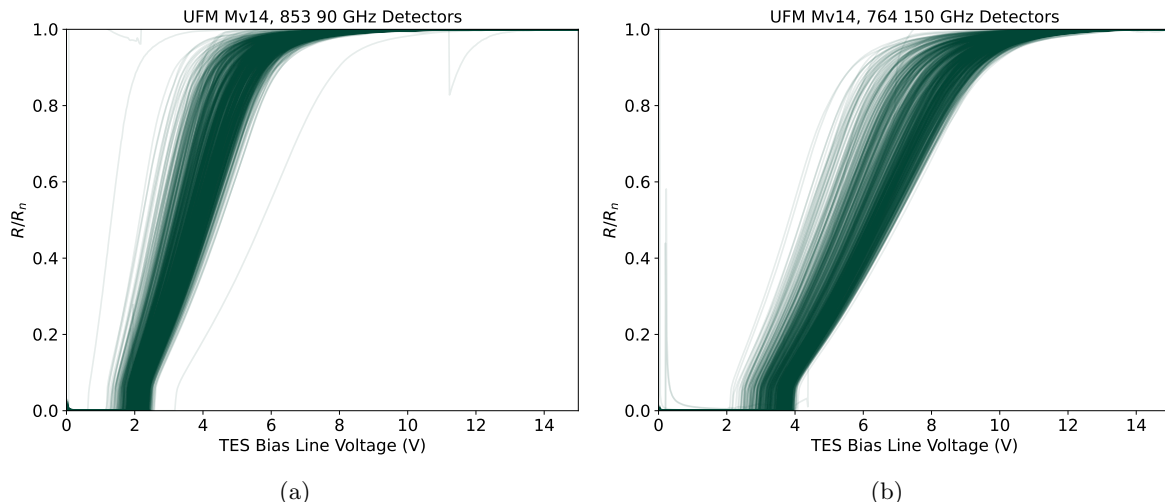 UFM Mv14, 853 90 GHz Detectors
1.0
0.8
0.6
0.4
0.2
0.0
R/Rn
0 2 4 6 8 10 12 14
TES Bias Line Voltage (V)
(a)
UFM Mv14, 764 150 GHz Detectors
1.0
0.8
0.6
0.4
0.2
0.0
R/Rn
0 2 4 6 8 10 12 14
TES Bias Line Voltage (V)
(b)